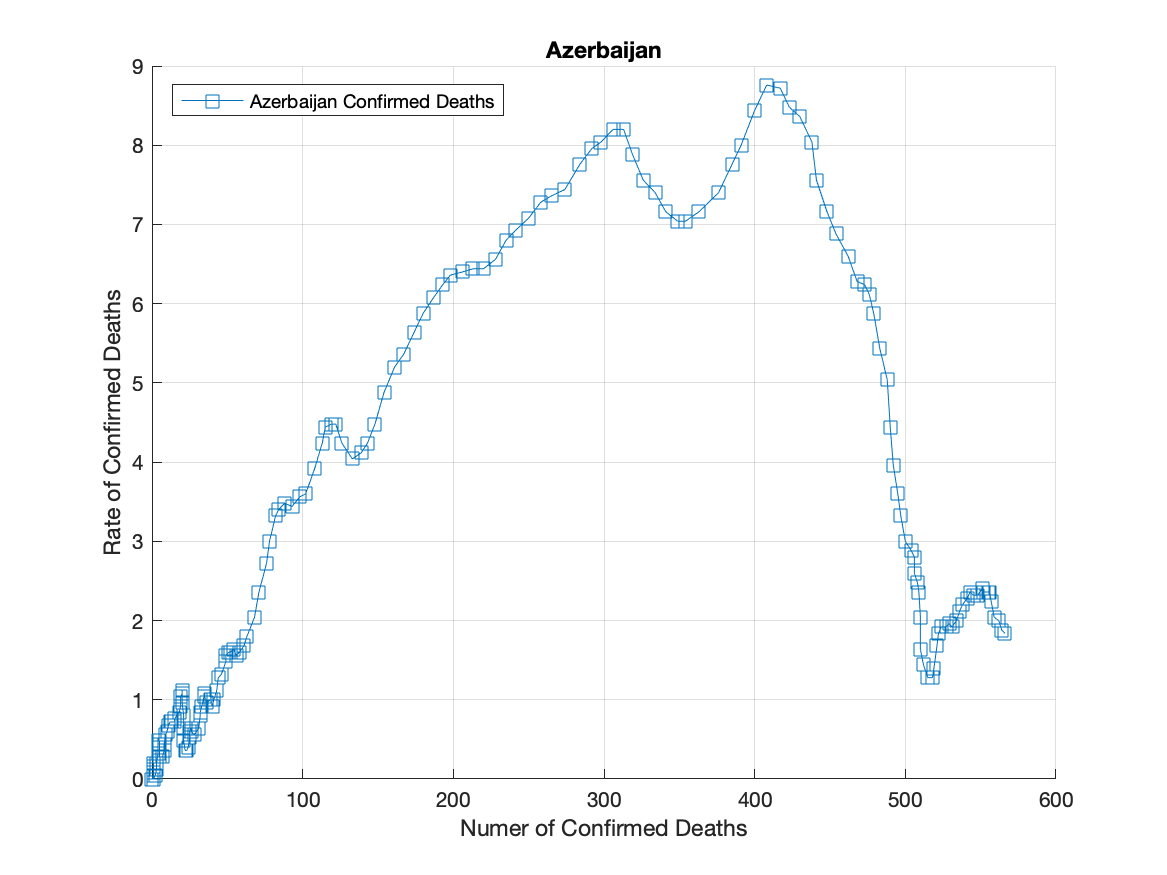 Azerbaijan
Azerbaijan Confirmed Deaths
Rate of Confirmed Deaths
9
8
7
6
5
4
3
2
1
0
0 100 200 300 400 500 600
Numer of Confirmed Deaths